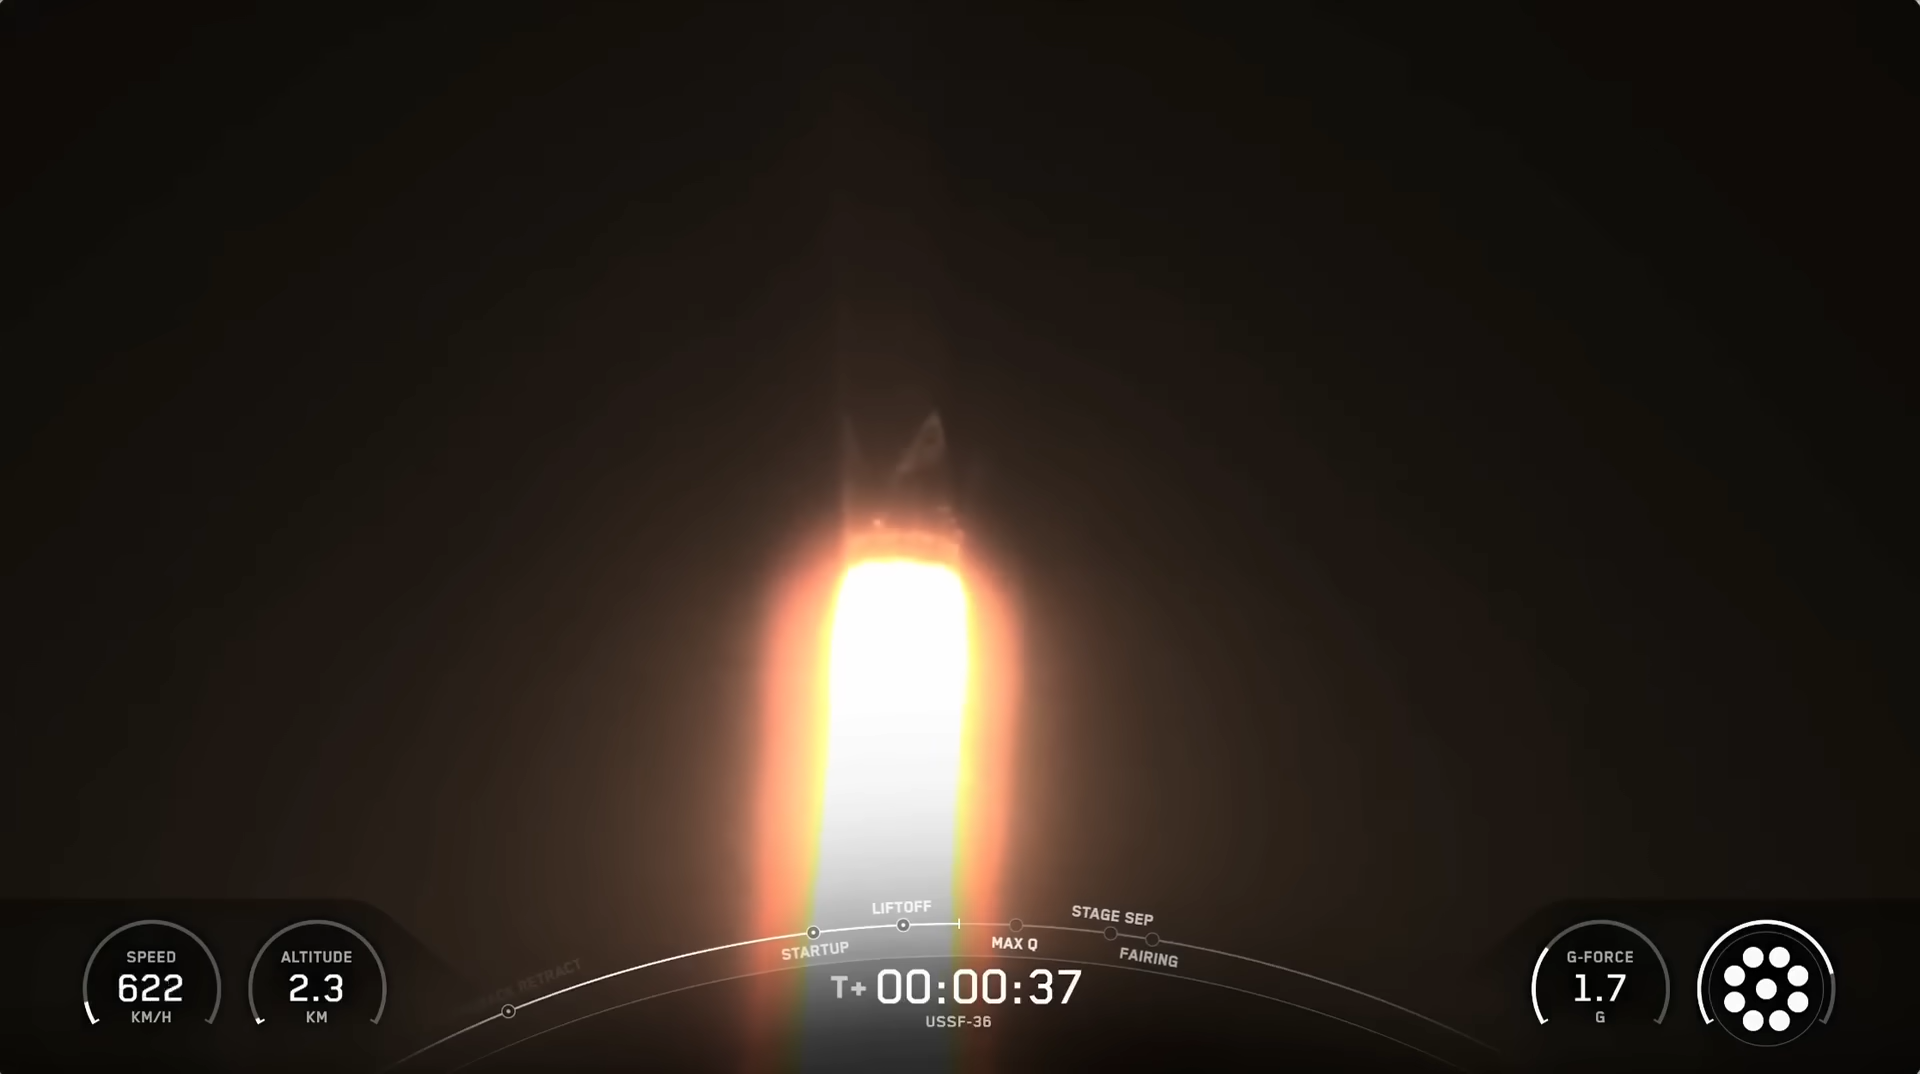 LIFTOFF
STAGE SEP
STARTUP
MAX Q
FAIRING
RETRACT
SPEED
622
KM/H
ALTITUDE
2.3
KM
T+ 00:00:37
USSF-36
G-FORCE
1.7
G